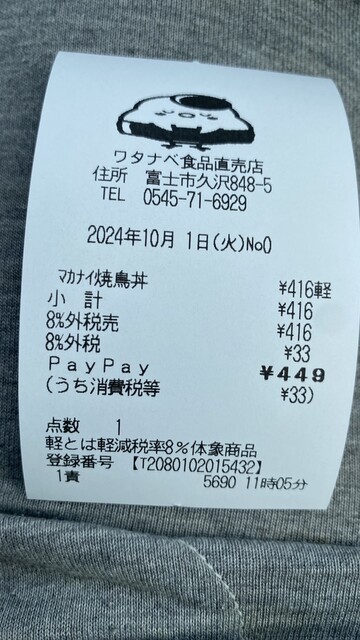 ワタナベ食品直売店
住所 富士市久沢848-5
TEL 0545-71-6929
2024年10月 1日(火)No0
マカナイ焼鳥丼 ¥416軽
小 計 ¥416
8%外税売 ¥416
8%外税 ¥33
PayPay ¥449
(うち消費税等 ¥33)
点数 1
軽とは軽減税率8%体象商品
登録番号 【T2080102015432】
1責 5690 11時05分